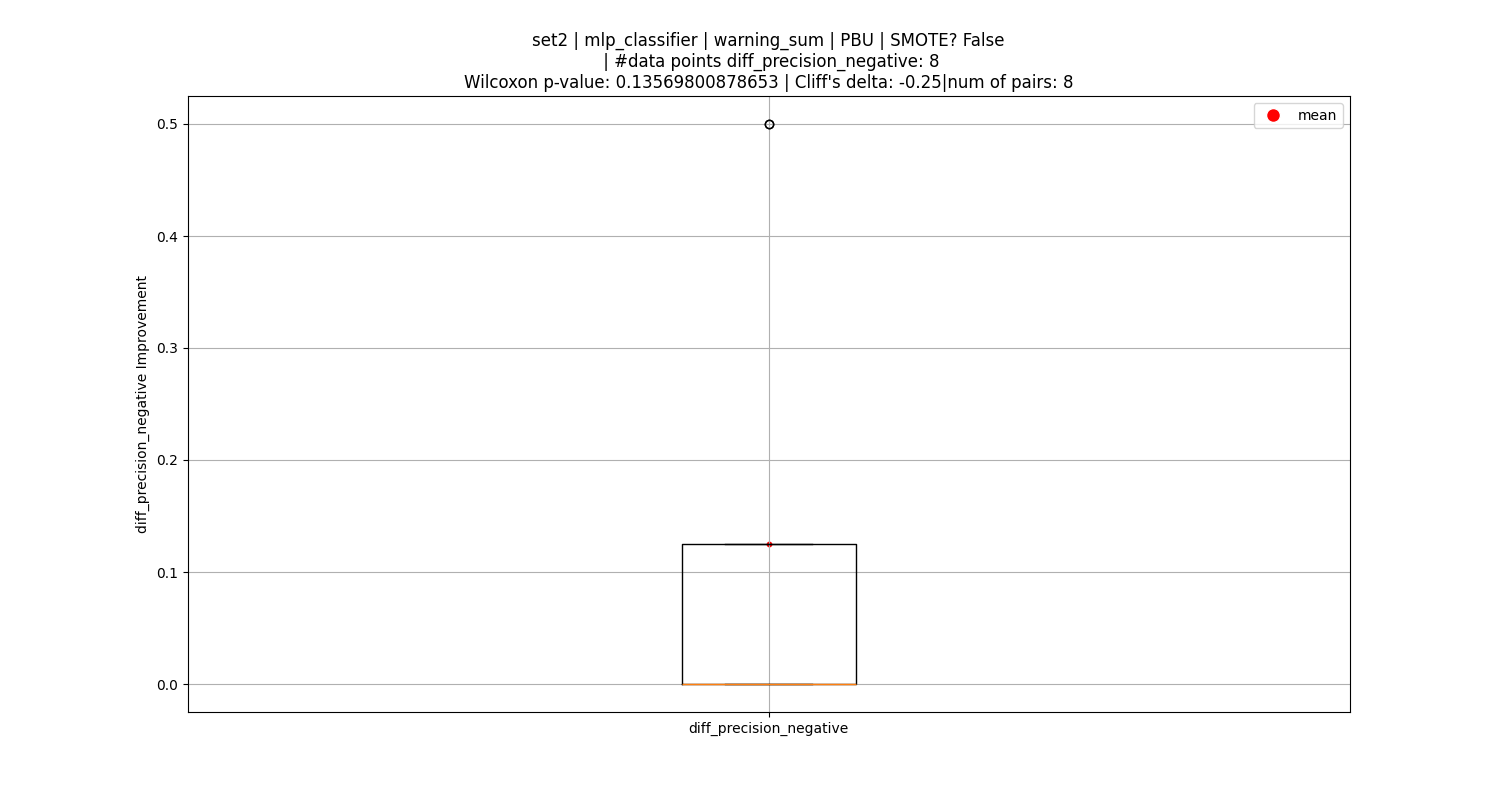 set2 | mlp_classifier | warning_sum | PBU | SMOTE? False
| #data points diff_precision_negative: 8
Wilcoxon p-value: 0.13569800878653 | Cliff's delta: -0.25|num of pairs: 8
mean
0.5
0.4
0.3
0.2
0.1
0.0
diff_precision_negative Improvement
diff_precision_negative